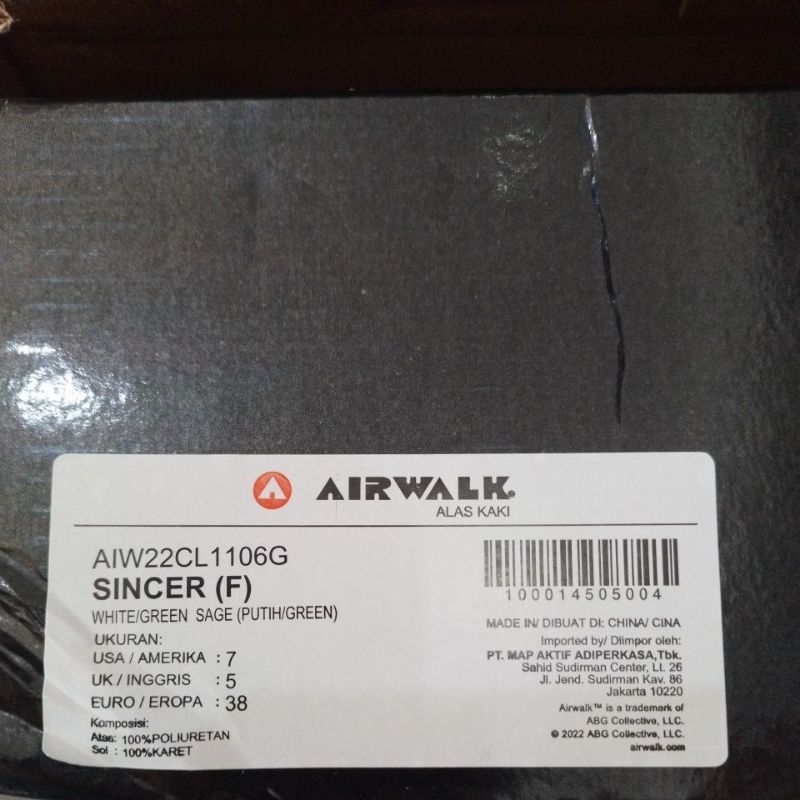 AIRWALK®
ALAS KAKI
AIW22CL1106G
SINCER (F)
WHITE/GREEN SAGE (PUTIH/GREEN)
UKURAN:
USA / AMERIKA : 7
UK / INGGRIS : 5
EURO / EROPA : 38
Komposisi:
Atas: 100%POLIURETAN
Sol : 100%KARET
100014505004
MADE IN/ DIBUAT DI: CHINA/ CINA
Imported by/ Diimpor oleh:
PT. MAP AKTIF ADIPERKASA,Tbk.
Sahid Sudirman Center, Lt. 26
Jl. Jend. Sudirman Kav. 86
Jakarta 10220
Airwalk™ is a trademark of
ABG Collective, LLC.
© 2022 ABG Collective, LLC.
airwalk.com